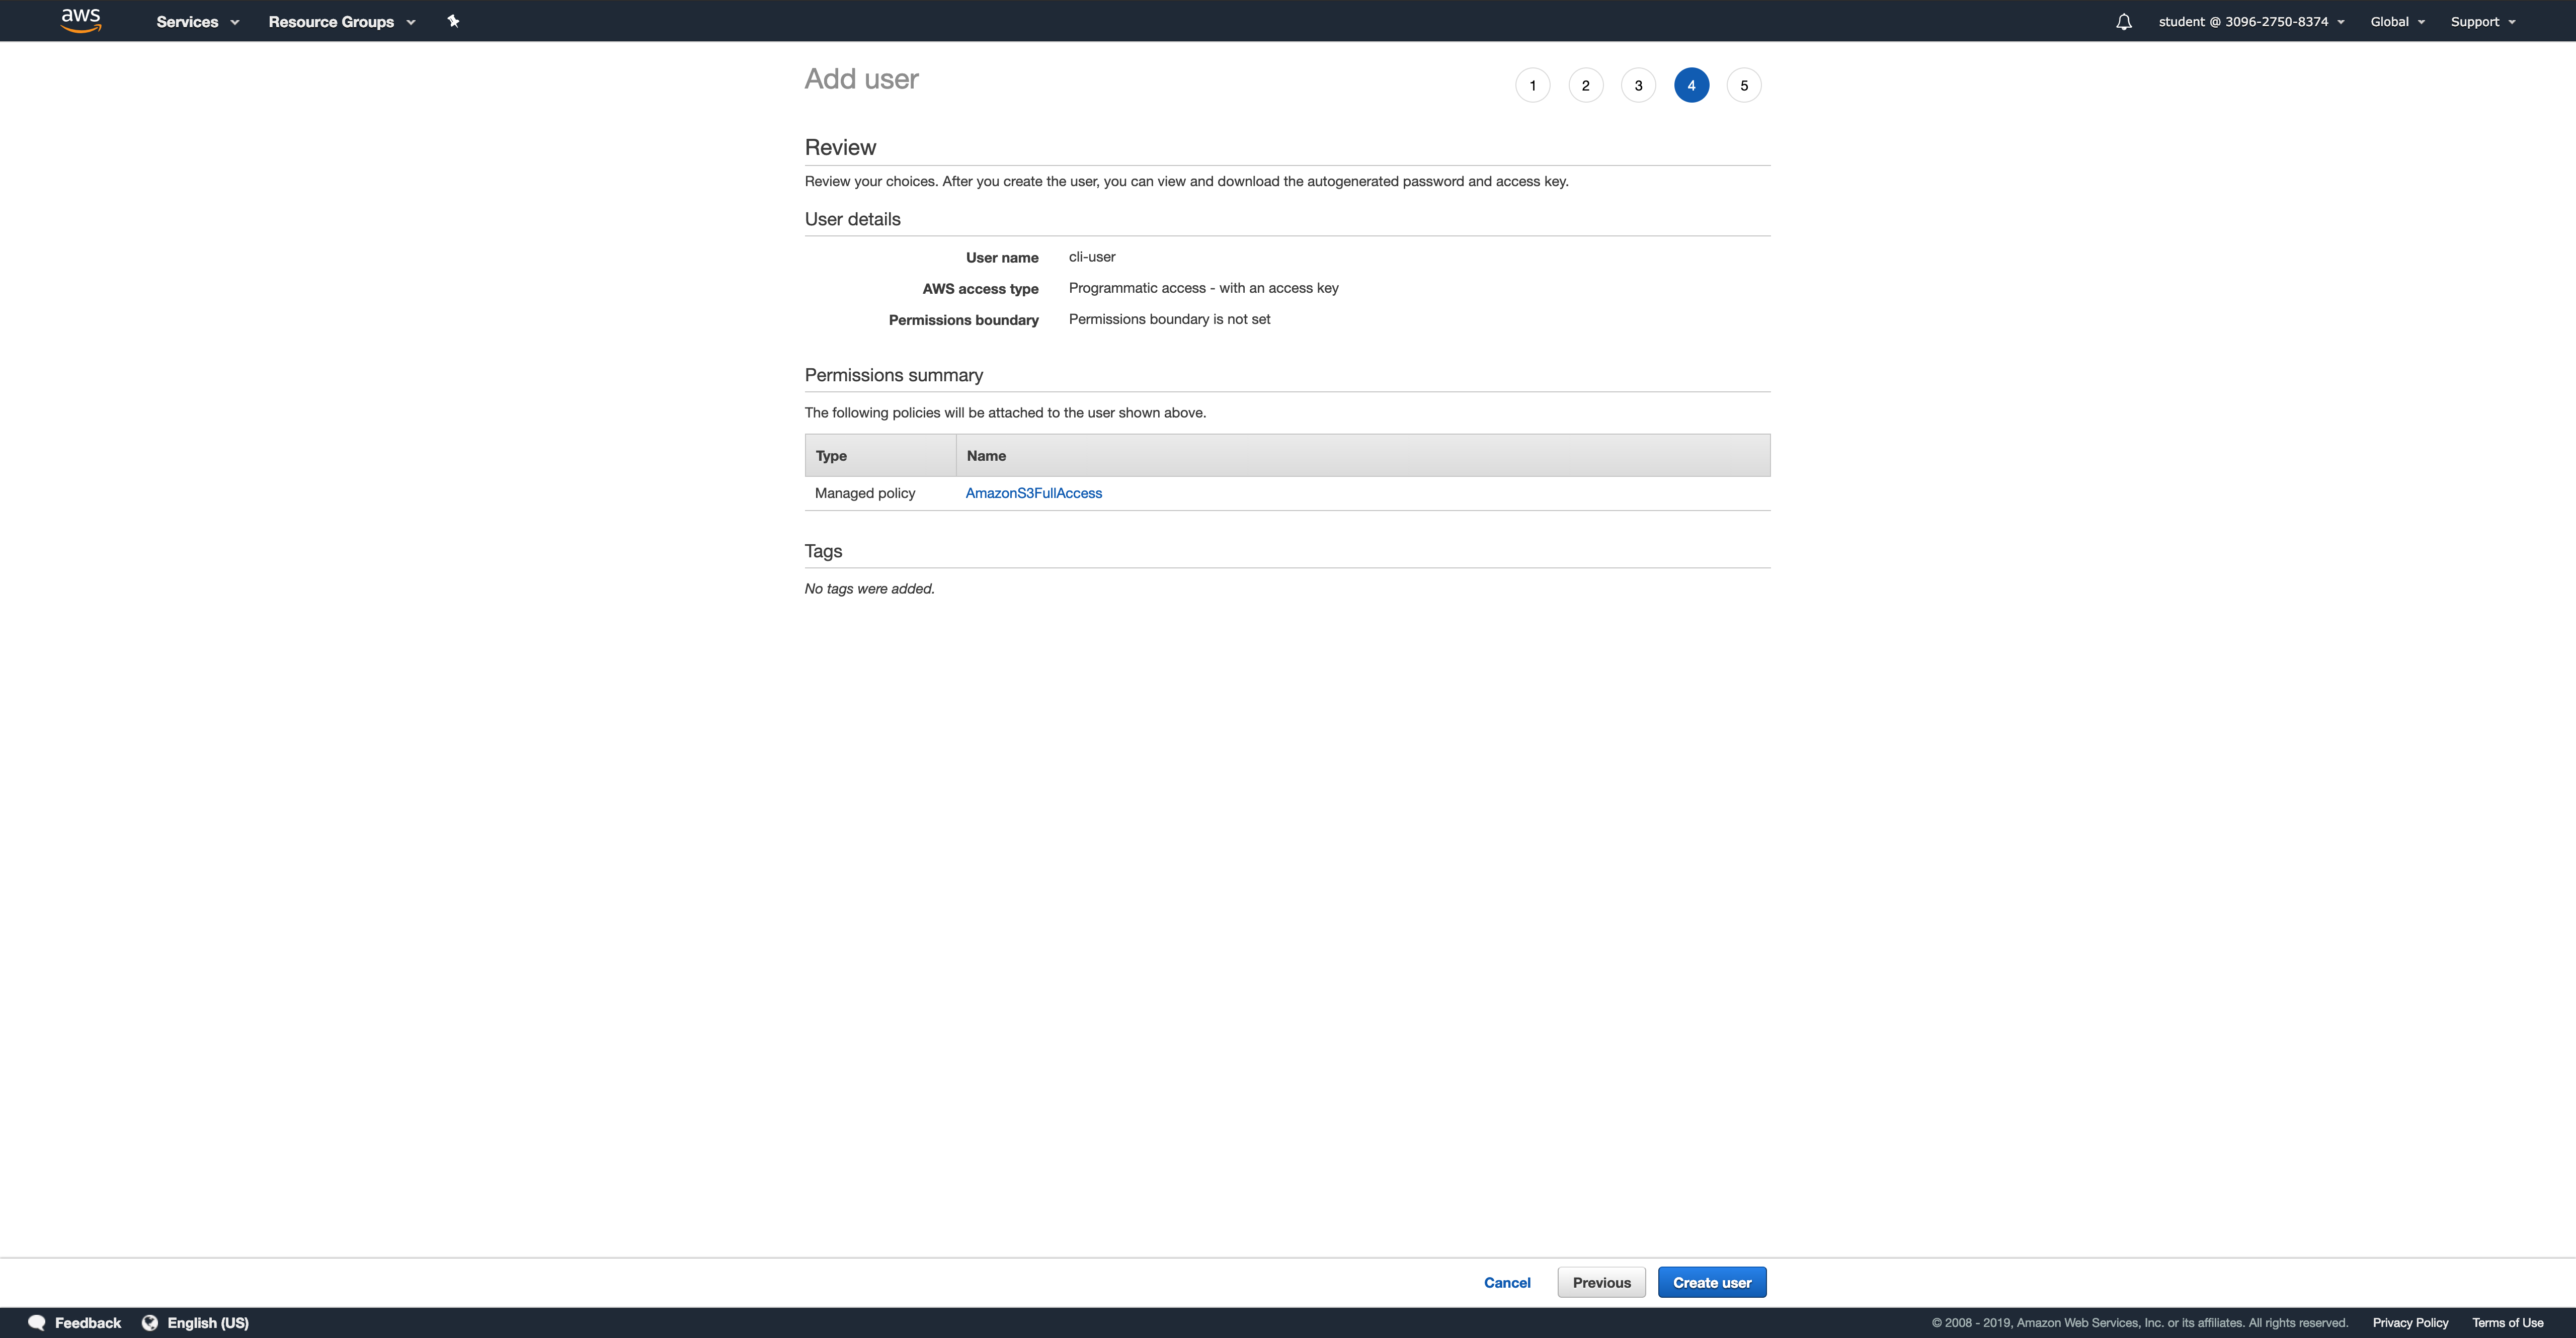 aws Services Resource Groups student @ 3096-2750-8374 Global Support
Add user 1 2 3 4 5
Review
Review your choices. After you create the user, you can view and download the autogenerated password and access key.
User details
User name cli-user
AWS access type Programmatic access - with an access key
Permissions boundary Permissions boundary is not set
Permissions summary
The following policies will be attached to the user shown above.
Type Name
Managed policy AmazonS3FullAccess
Tags
No tags were added.
Cancel Previous Create user
Feedback English (US) © 2008 - 2019, Amazon Web Services, Inc. or its affiliates. All rights reserved. Privacy Policy Terms of Use